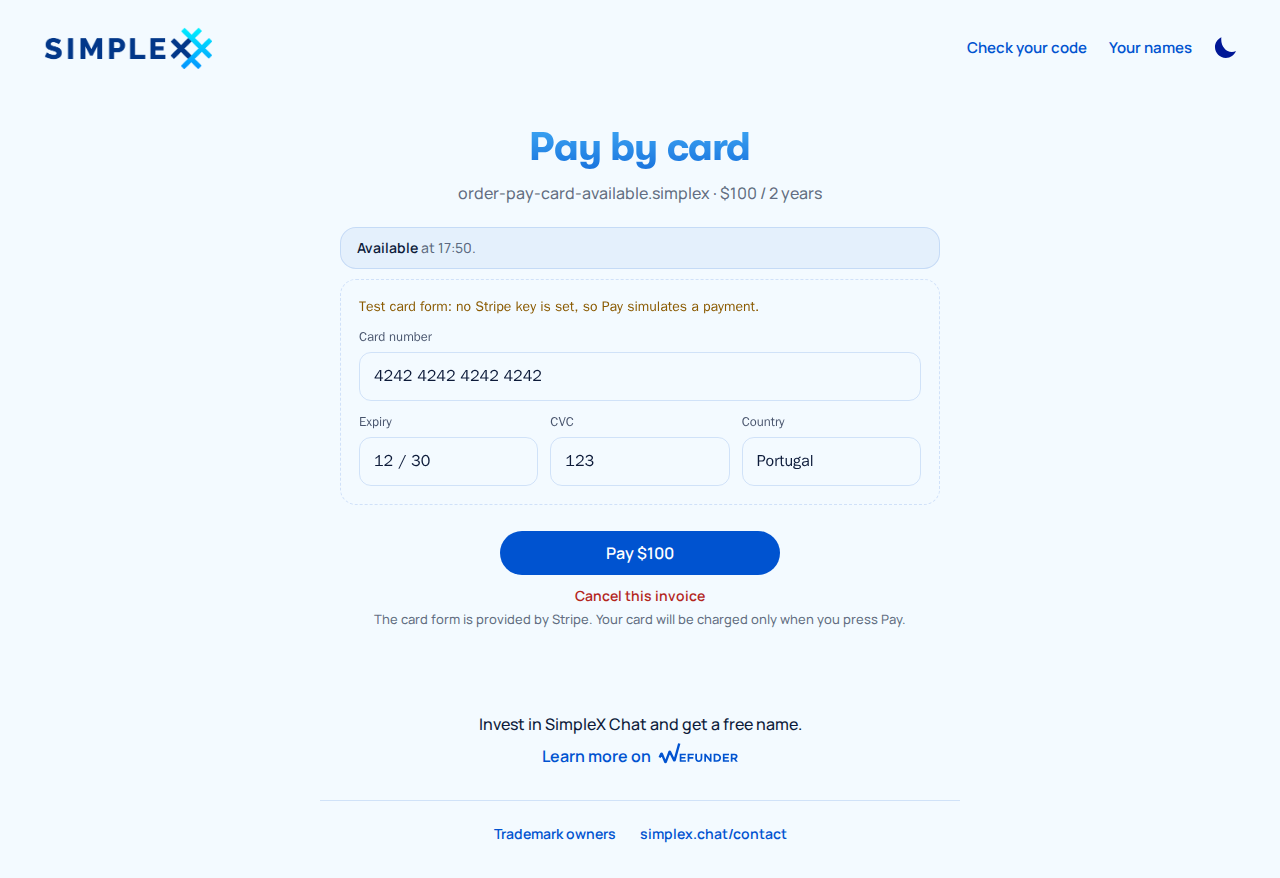 SIMPLEX
Check your code
Your names
Pay by card
order-pay-card-available.simplex · $100 / 2 years
Available at 17:50.
Test card form: no Stripe key is set, so Pay simulates a payment.
Card number
4242 4242 4242 4242
Expiry
CVC
Country
12 / 30
123
Portugal
Pay $100
Cancel this invoice
The card form is provided by Stripe. Your card will be charged only when you press Pay.
Invest in SimpleX Chat and get a free name.
Learn more on WEFUNDER
Trademark owners
simplex.chat/contact